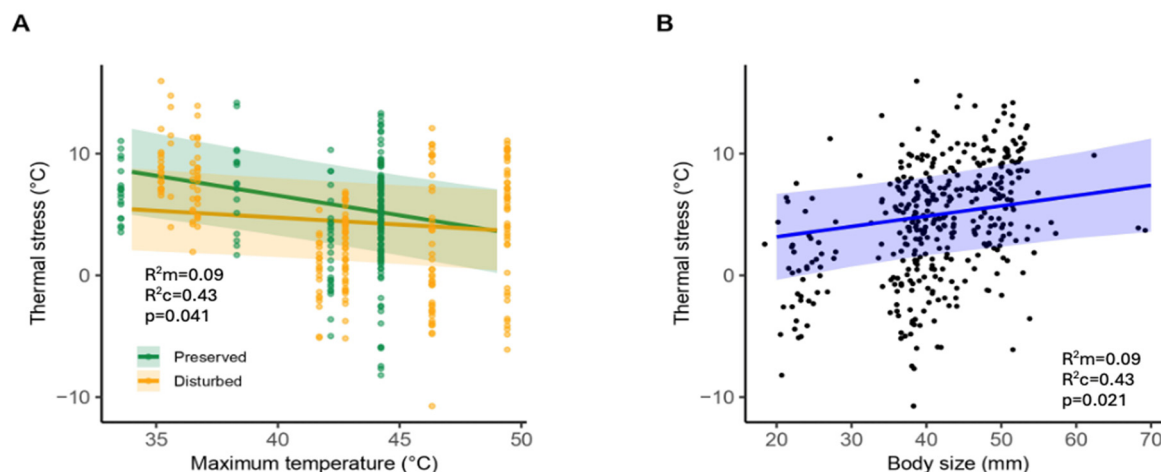 A
Thermal stress (°C)
10
0
−10
R²m=0.09
R²c=0.43
p=0.041
Preserved
Disturbed
35
40
45
50
Maximum temperature (°C)
B
Thermal stress (°C)
10
0
−10
R²m=0.09
R²c=0.43
p=0.021
20
30
40
50
60
70
Body size (mm)